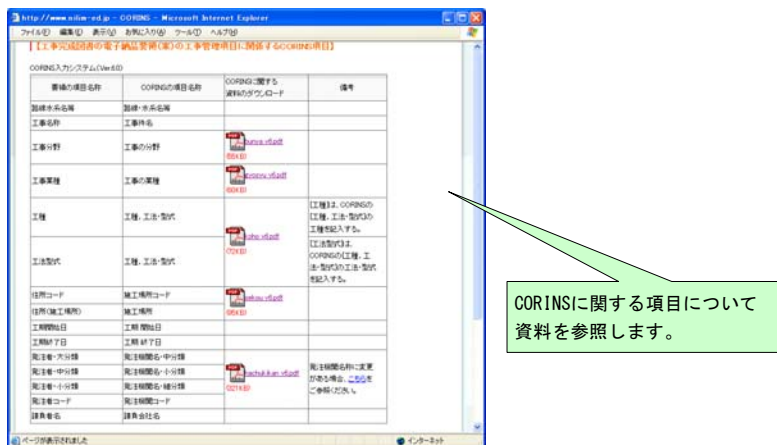 http://www.nilim-ed.jp - CORINS - Microsoft Internet Explorer
ファイル(F) 編集(E) 表示(V) お気に入り(A) ツール(T) ヘルプ(H)
【工事完成図書の電子納品要領(案)の工事管理項目に関係するCORINS項目】
CORINS入力システム(Ver.6.0)
要領の項目名称 CORINSの項目名称 CORINSに関する資料のダウンロード 備考
路線水系名等 路線・水系名等
工事名称 工事件名
工事分野 工事の分野 bunya_v6.pdf
工事業種 工事の業種 gyosyu_v6.pdf
工種 工種、工法・型式 koho_v6.pdf [工種]は、CORINSの[工種、工法・型式]の工種を記入する。
工法型式 工種、工法・型式 [工法型式]は、CORINSの[工種、工法・型式]の工法・型式を記入する。
住所コード 施工場所コード sekou_v6.pdf
住所(施工場所) 施工場所
工期開始日 工期 開始日
工期終了日 工期 終了日
発注者・大分類 発注機関名・中分類
発注者・中分類 発注機関名・小分類 hachukikan_v6.pdf 発注機関名称に変更がある場合、こちらをご参照ください。
発注者・小分類 発注機関名・細分類
発注者コード 発注機関コード
請負者名 請負会社名
ページが表示されました インターネット
CORINSに関する項目について
資料を参照します。